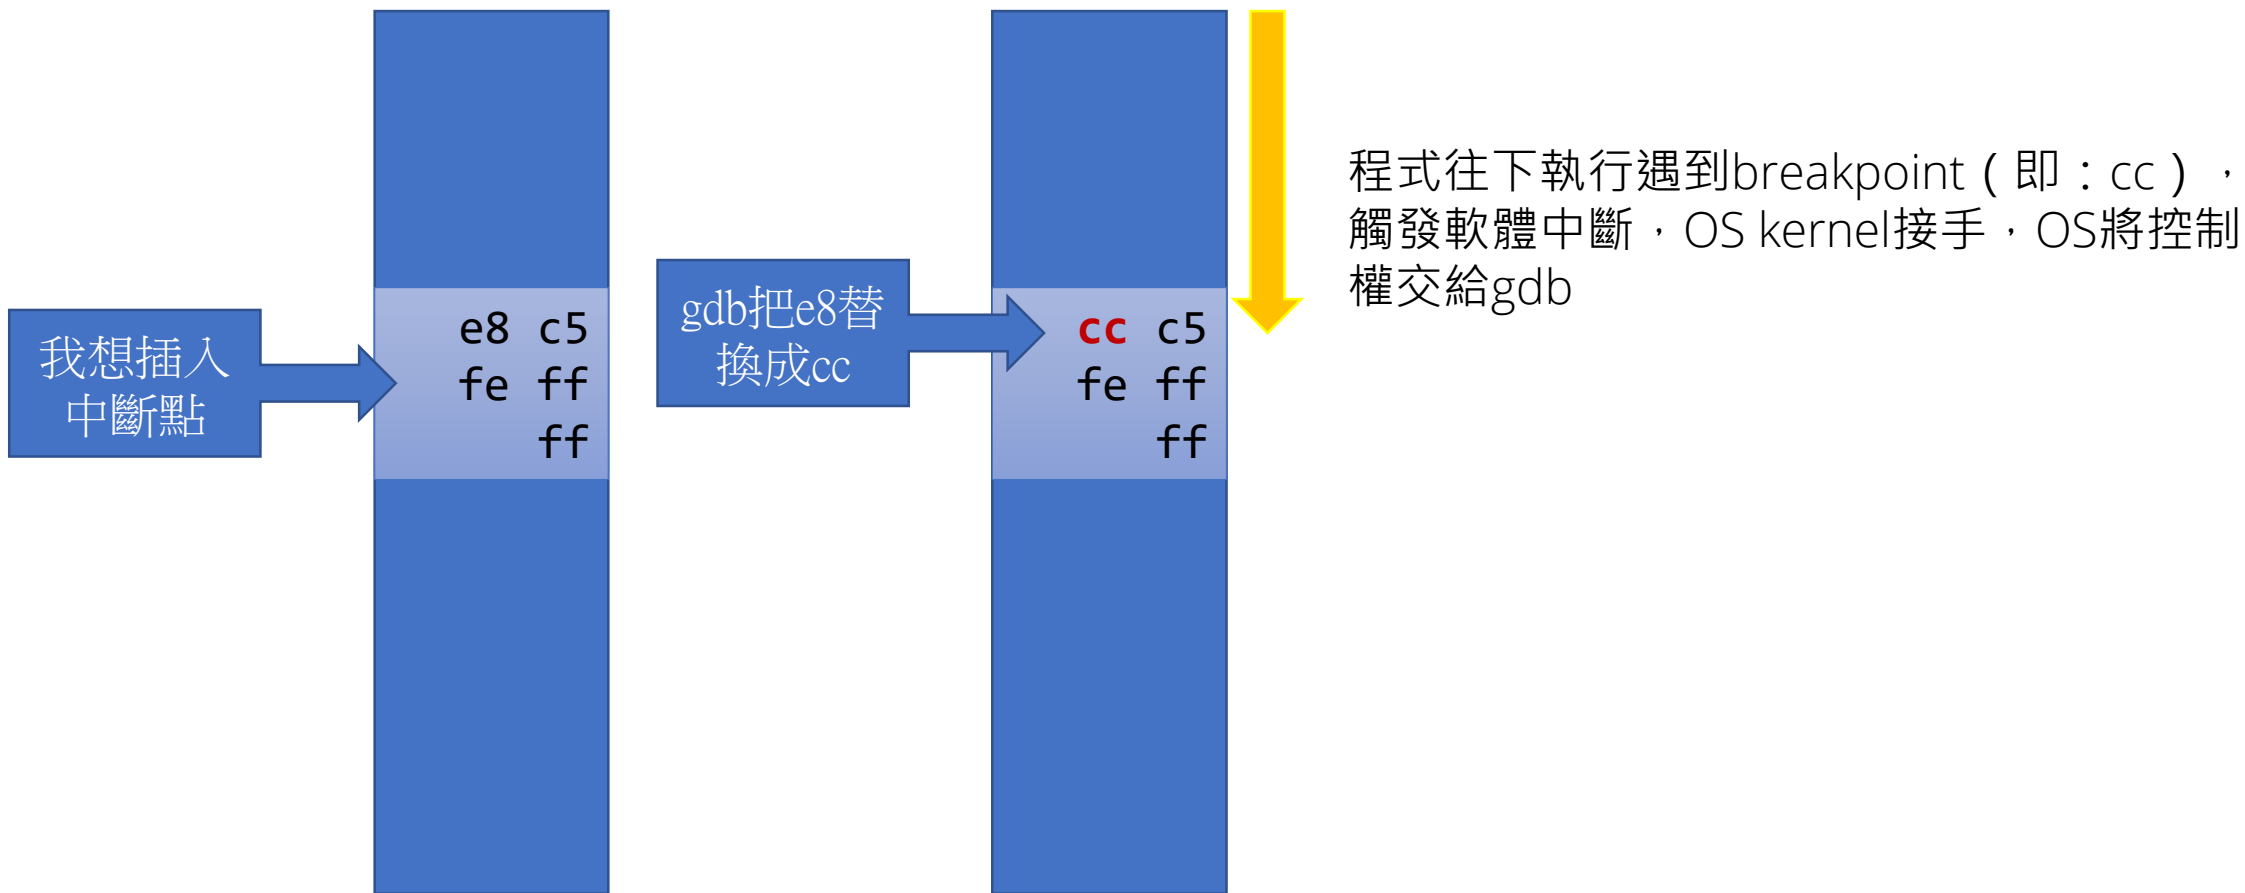 我想插入
中斷點
e8 c5
fe ff
ff
gdb把e8替
換成cc
cc c5
fe ff
ff
程式往下執行遇到breakpoint（即：cc），
觸發軟體中斷，OS kernel接手，OS將控制
權交給gdb